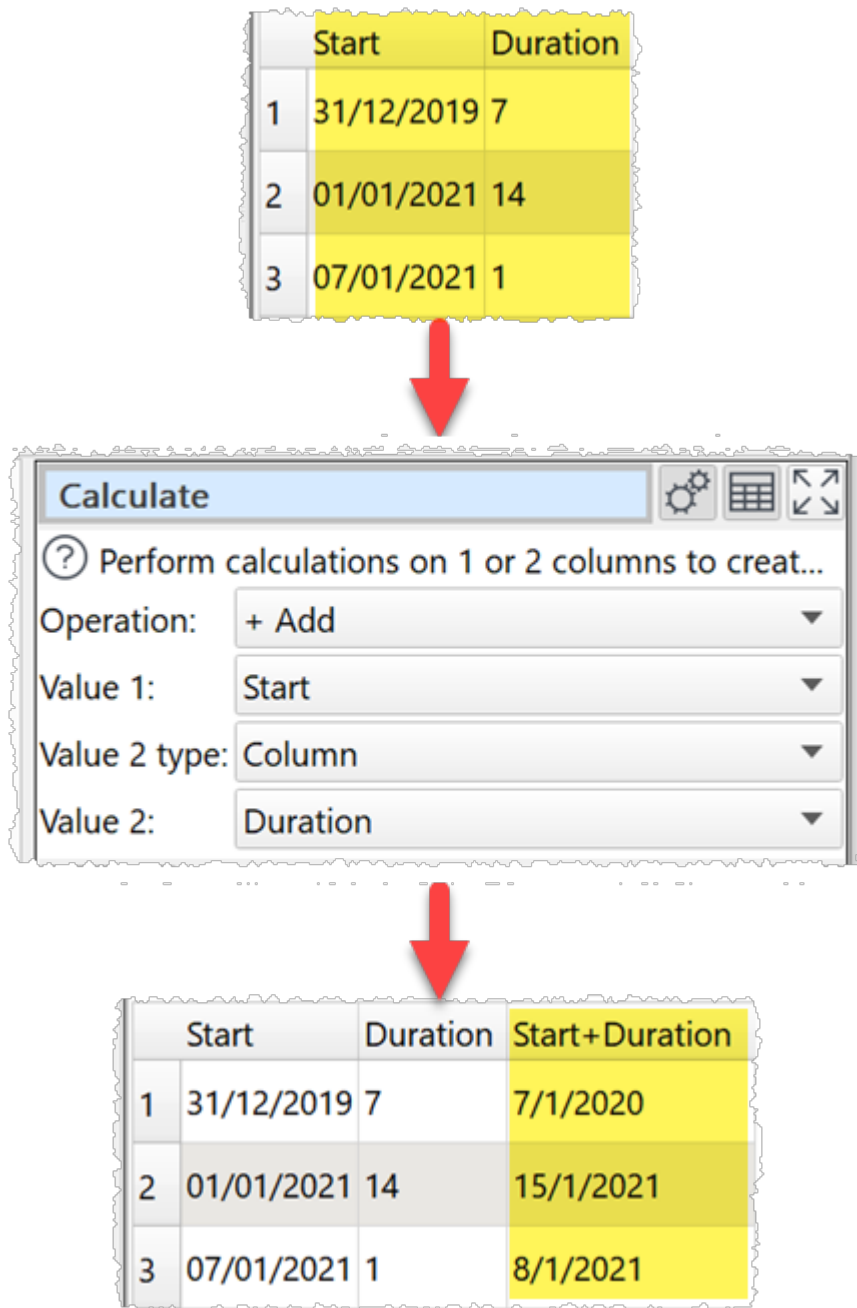 Start Duration
1 31/12/2019 7
2 01/01/2021 14
3 07/01/2021 1
Calculate
? Perform calculations on 1 or 2 columns to creat...
Operation: + Add
Value 1: Start
Value 2 type: Column
Value 2: Duration
Start Duration Start+Duration
1 31/12/2019 7 7/1/2020
2 01/01/2021 14 15/1/2021
3 07/01/2021 1 8/1/2021